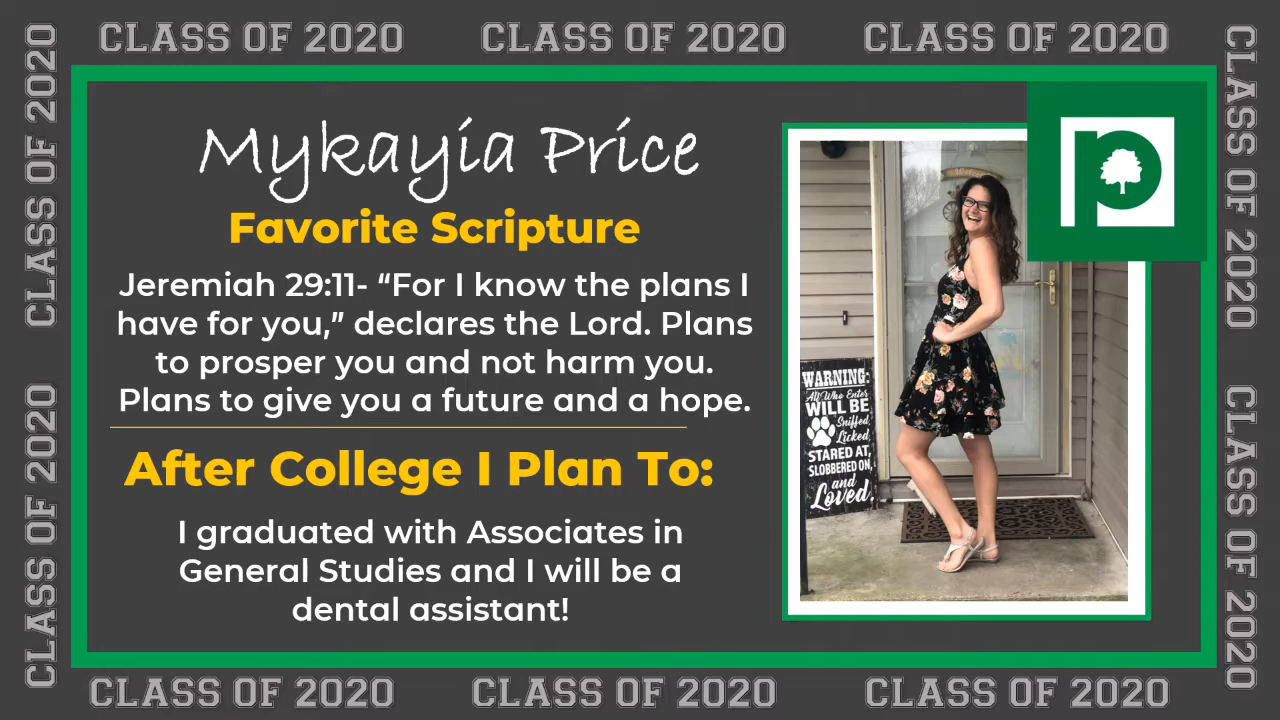 CLASS OF 2020 CLASS OF 2020 CLASS OF 2020
CLASS OF 2020
CLASS OF 2020
CLASS OF 2020
CLASS OF 2020
Mykayia Price
Favorite Scripture
Jeremiah 29:11- “For I know the plans I
have for you,” declares the Lord. Plans
to prosper you and not harm you.
Plans to give you a future and a hope.
After College I Plan To:
I graduated with Associates in
General Studies and I will be a
dental assistant!
p
WARNING:
All Who Enter
WILL BE
Sniffed,
Licked,
STARED AT,
SLOBBERED ON,
and
Loved.
CLASS OF 2020 CLASS OF 2020 CLASS OF 2020